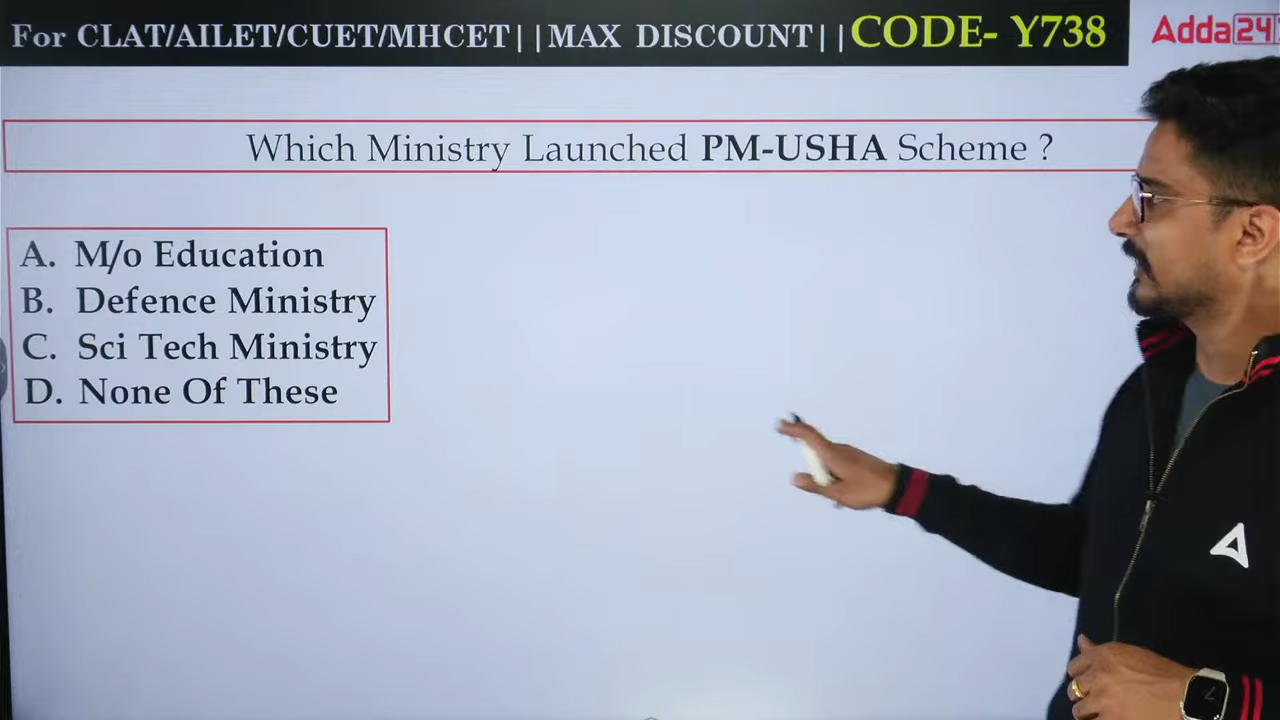 For CLAT/AILET/CUET/MHCET||MAX DISCOUNT||CODE- Y738
Adda24
Which Ministry Launched PM-USHA Scheme ?
A. M/o Education
B. Defence Ministry
C. Sci Tech Ministry
D. None Of These